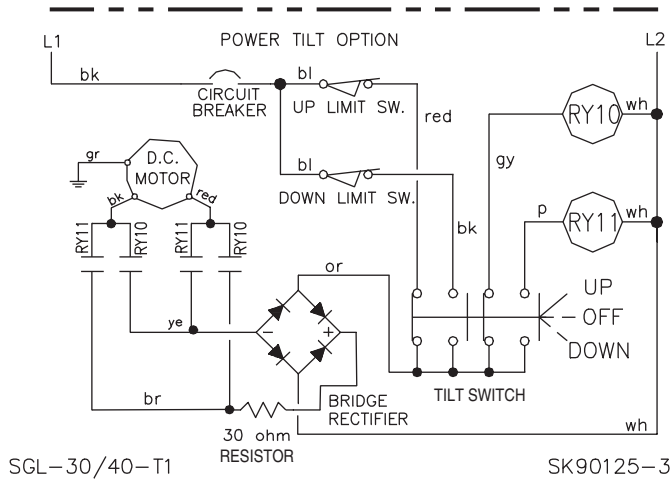 L1
POWER TILT OPTION
L2
bk
bl
CIRCUIT
BREAKER
UP LIMIT SW.
red
RY10
wh
gr
D.C.
MOTOR
bl
gy
bk
red
DOWN LIMIT SW.
p
RY11
wh
RY11
RY10
RY11
RY10
bk
or
UP
OFF
DOWN
ye
- +
TILT SWITCH
br
BRIDGE
RECTIFIER
30 ohm
RESISTOR
wh
SGL-30/40-T1
SK90125-3